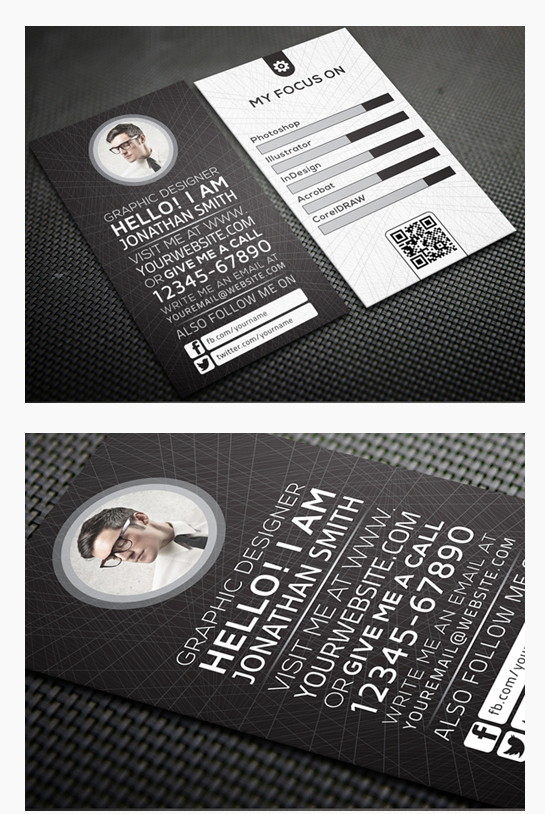 GRAPHIC DESIGNER
HELLO! I AM
JONATHAN SMITH
VISIT ME AT WWW.
YOURWEBSITE.COM
OR GIVE ME A CALL
12345-67890
WRITE ME AN EMAIL AT
YOUREMAIL@WEBSITE.COM
ALSO FOLLOW ME ON
fb.com/yourname
twitter.com/yourname
MY FOCUS ON
Photoshop
Illustrator
InDesign
Acrobat
CorelDRAW
GRAPHIC DESIGNER
HELLO! I AM
JONATHAN SMITH
VISIT ME AT WWW.
YOURWEBSITE.COM
OR GIVE ME A CALL
12345-67890
WRITE ME AN EMAIL AT
YOUREMAIL@WEBSITE.COM
ALSO FOLLOW ME
fb.com/you